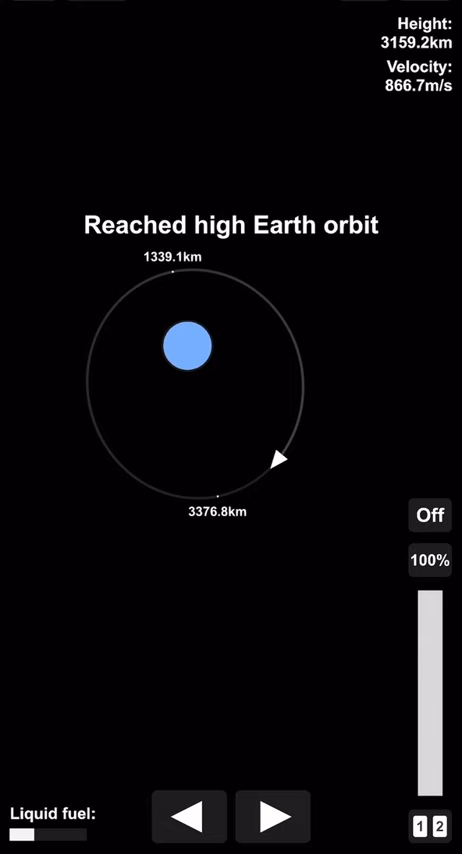 Height:
3159.2km
Velocity:
866.7m/s
Reached high Earth orbit
1339.1km
3376.8km
Off
100%
Liquid fuel:
1 2